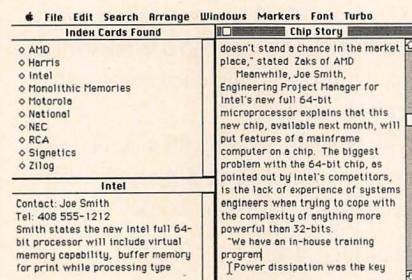 File Edit Search Arrange Windows Markers Font Turbo
Index Cards Found
AMD
Harris
Intel
Monolithic Memories
Motorola
National
NEC
RCA
Signetics
Zilog
Intel
Contact: Joe Smith
Tel: 408 555-1212
Smith states the new Intel full 64-
bit processor will include virtual
memory capability, buffer memory
for print while processing type
Chip Story
doesn't stand a chance in the market
place," stated Zaks of AMD
Meanwhile, Joe Smith,
Engineering Project Manager for
Intel's new full 64-bit
microprocessor explains that this
new chip, available next month, will
put features of a mainframe
computer on a chip. The biggest
problem with the 64-bit chip, as
pointed out by Intel's competitors,
is the lack of experience of systems
engineers when trying to cope with
the complexity of anything more
powerful than 32-bits.
"We have an in-house training
program
Power dissipation was the key